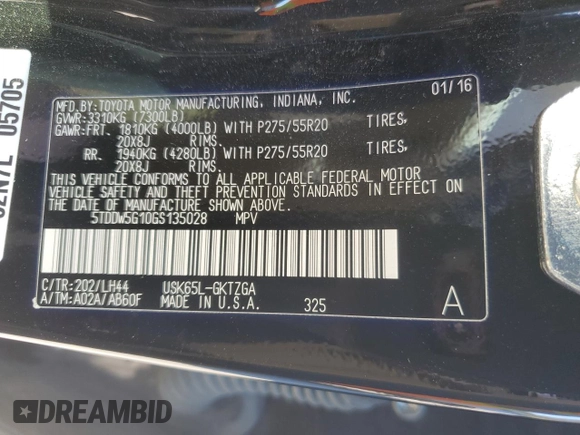 MFD.BY:TOYOTA MOTOR MANUFACTURING, INDIANA, INC. 01/16
GVWR:3310KG (7300LB)
GAWR:FRT. 1810KG (4000LB) WITH P275/55R20 TIRES,
20X8J RIMS.
RR. 1940KG (4280LB) WITH P275/55R20 TIRES,
20X8J RIMS.
THIS VEHICLE CONFORMS TO ALL APPLICABLE FEDERAL MOTOR
VEHICLE SAFETY AND THEFT PREVENTION STANDARDS IN EFFECT
ON THE DATE OF MANUFACTURE SHOWN ABOVE.
5TDDW5G10GS135028 MPV
C/TR:202/LH44 USK65L-GKTZGA
A/TM:A02A/AB60F MADE IN U.S.A. 325 A
05705
DREAMBID